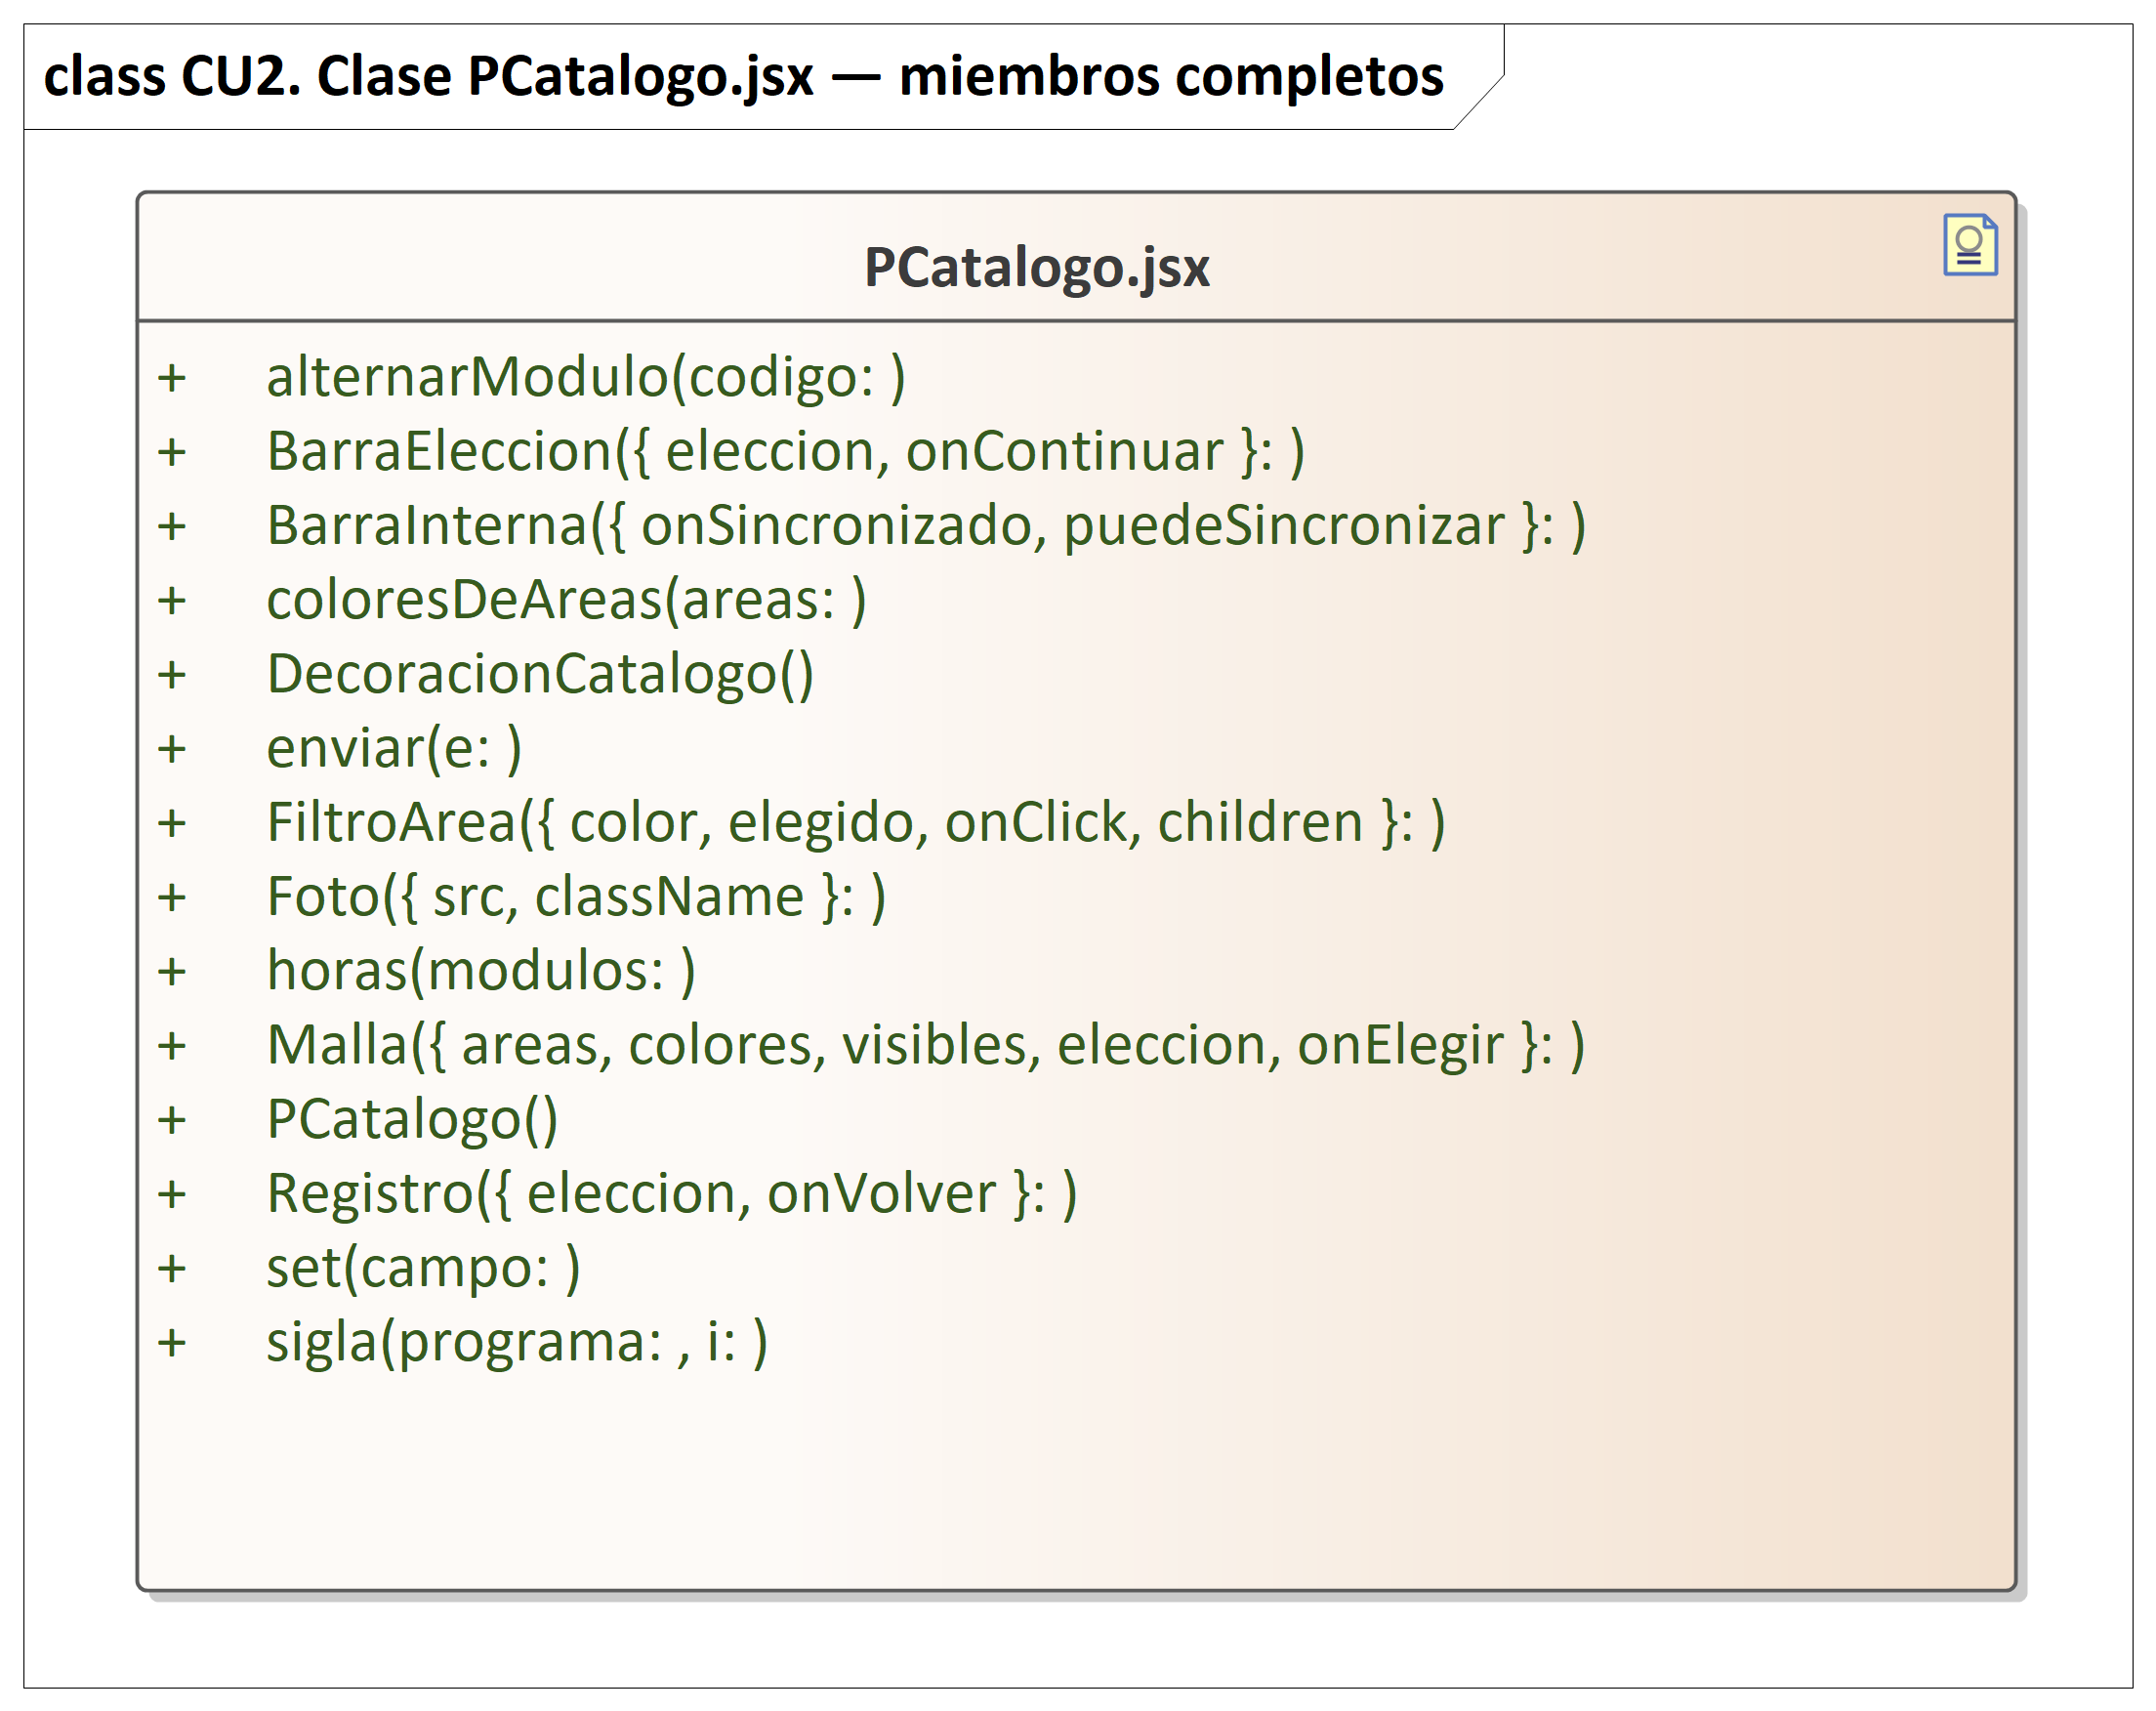 class CU2. Clase PCatalogo.jsx — miembros completos
PCatalogo.jsx
+ alternarModulo(codigo: )
+ BarraEleccion({ eleccion, onContinuar }: )
+ BarraInterna({ onSincronizado, puedeSincronizar }: )
+ coloresDeAreas(areas: )
+ DecoracionCatalogo()
+ enviar(e: )
+ FiltroArea({ color, elegido, onClick, children }: )
+ Foto({ src, className }: )
+ horas(modulos: )
+ Malla({ areas, colores, visibles, eleccion, onElegir }: )
+ PCatalogo()
+ Registro({ eleccion, onVolver }: )
+ set(campo: )
+ sigla(programa: , i: )